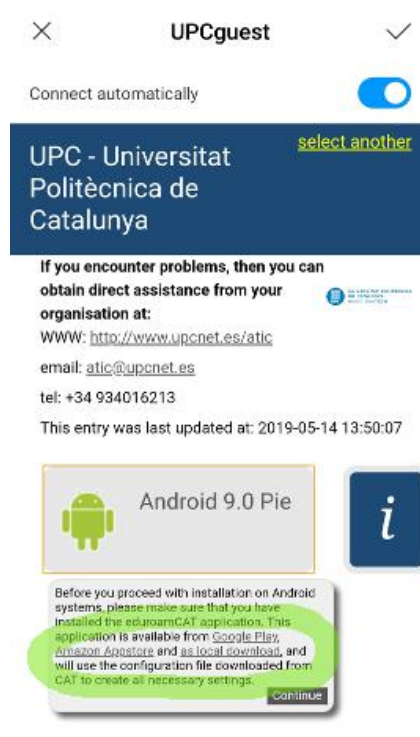 UPCguest
Connect automatically
select another
UPC - Universitat
Politècnica de
Catalunya
If you encounter problems, then you can
obtain direct assistance from your
organisation at:
WWW: http://www.upcnet.es/atic
email: atic@upcnet.es
tel: +34 934016213
This entry was last updated at: 2019-05-14 13:50:07
Android 9.0 Pie
i
Before you proceed with installation on Android
systems, please make sure that you have
installed the eduroamCAT application. This
application is available from Google Play,
Amazon Appstore and as local download, and
will use the configuration file downloaded from
CAT to create all necessary settings.
Continue